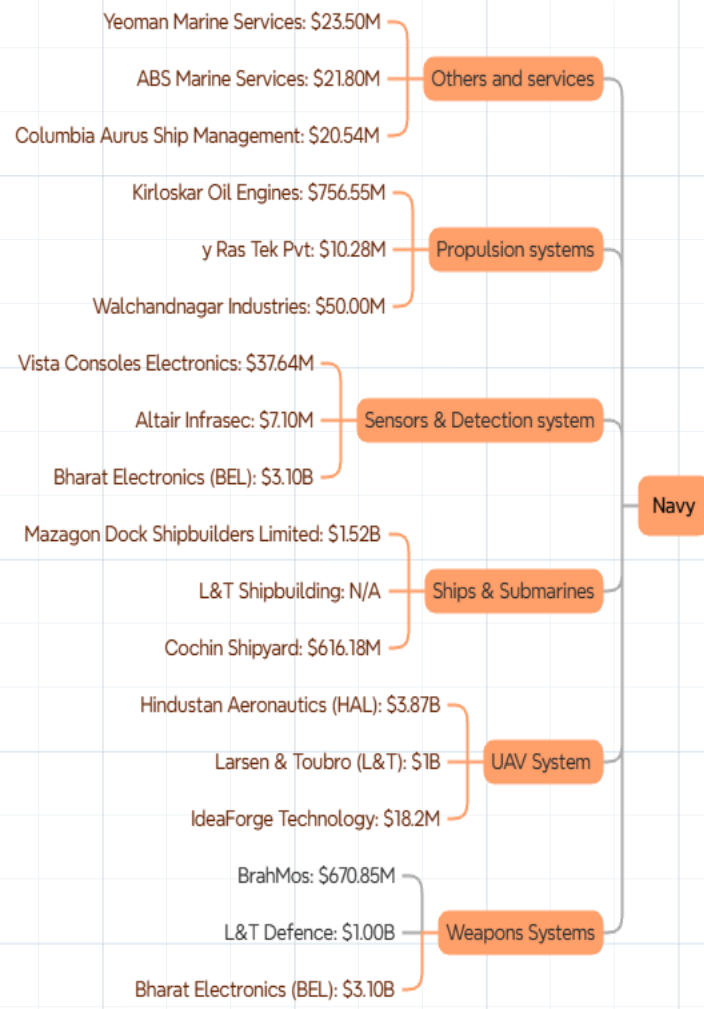 Yeoman Marine Services: $23.50M
ABS Marine Services: $21.80M
Others and services
Columbia Aurus Ship Management: $20.54M
Kirloskar Oil Engines: $756.55M
y Ras Tek Pvt: $10.28M
Propulsion systems
Walchandnagar Industries: $50.00M
Vista Consoles Electronics: $37.64M
Altair Infrasec: $7.10M
Sensors & Detection system
Bharat Electronics (BEL): $3.10B
Navy
Mazagon Dock Shipbuilders Limited: $1.52B
L&T Shipbuilding: N/A
Ships & Submarines
Cochin Shipyard: $616.18M
Hindustan Aeronautics (HAL): $3.87B
Larsen & Toubro (L&T): $1B
UAV System
IdeaForge Technology: $18.2M
BrahMos: $670.85M
L&T Defence: $1.00B
Weapons Systems
Bharat Electronics (BEL): $3.10B